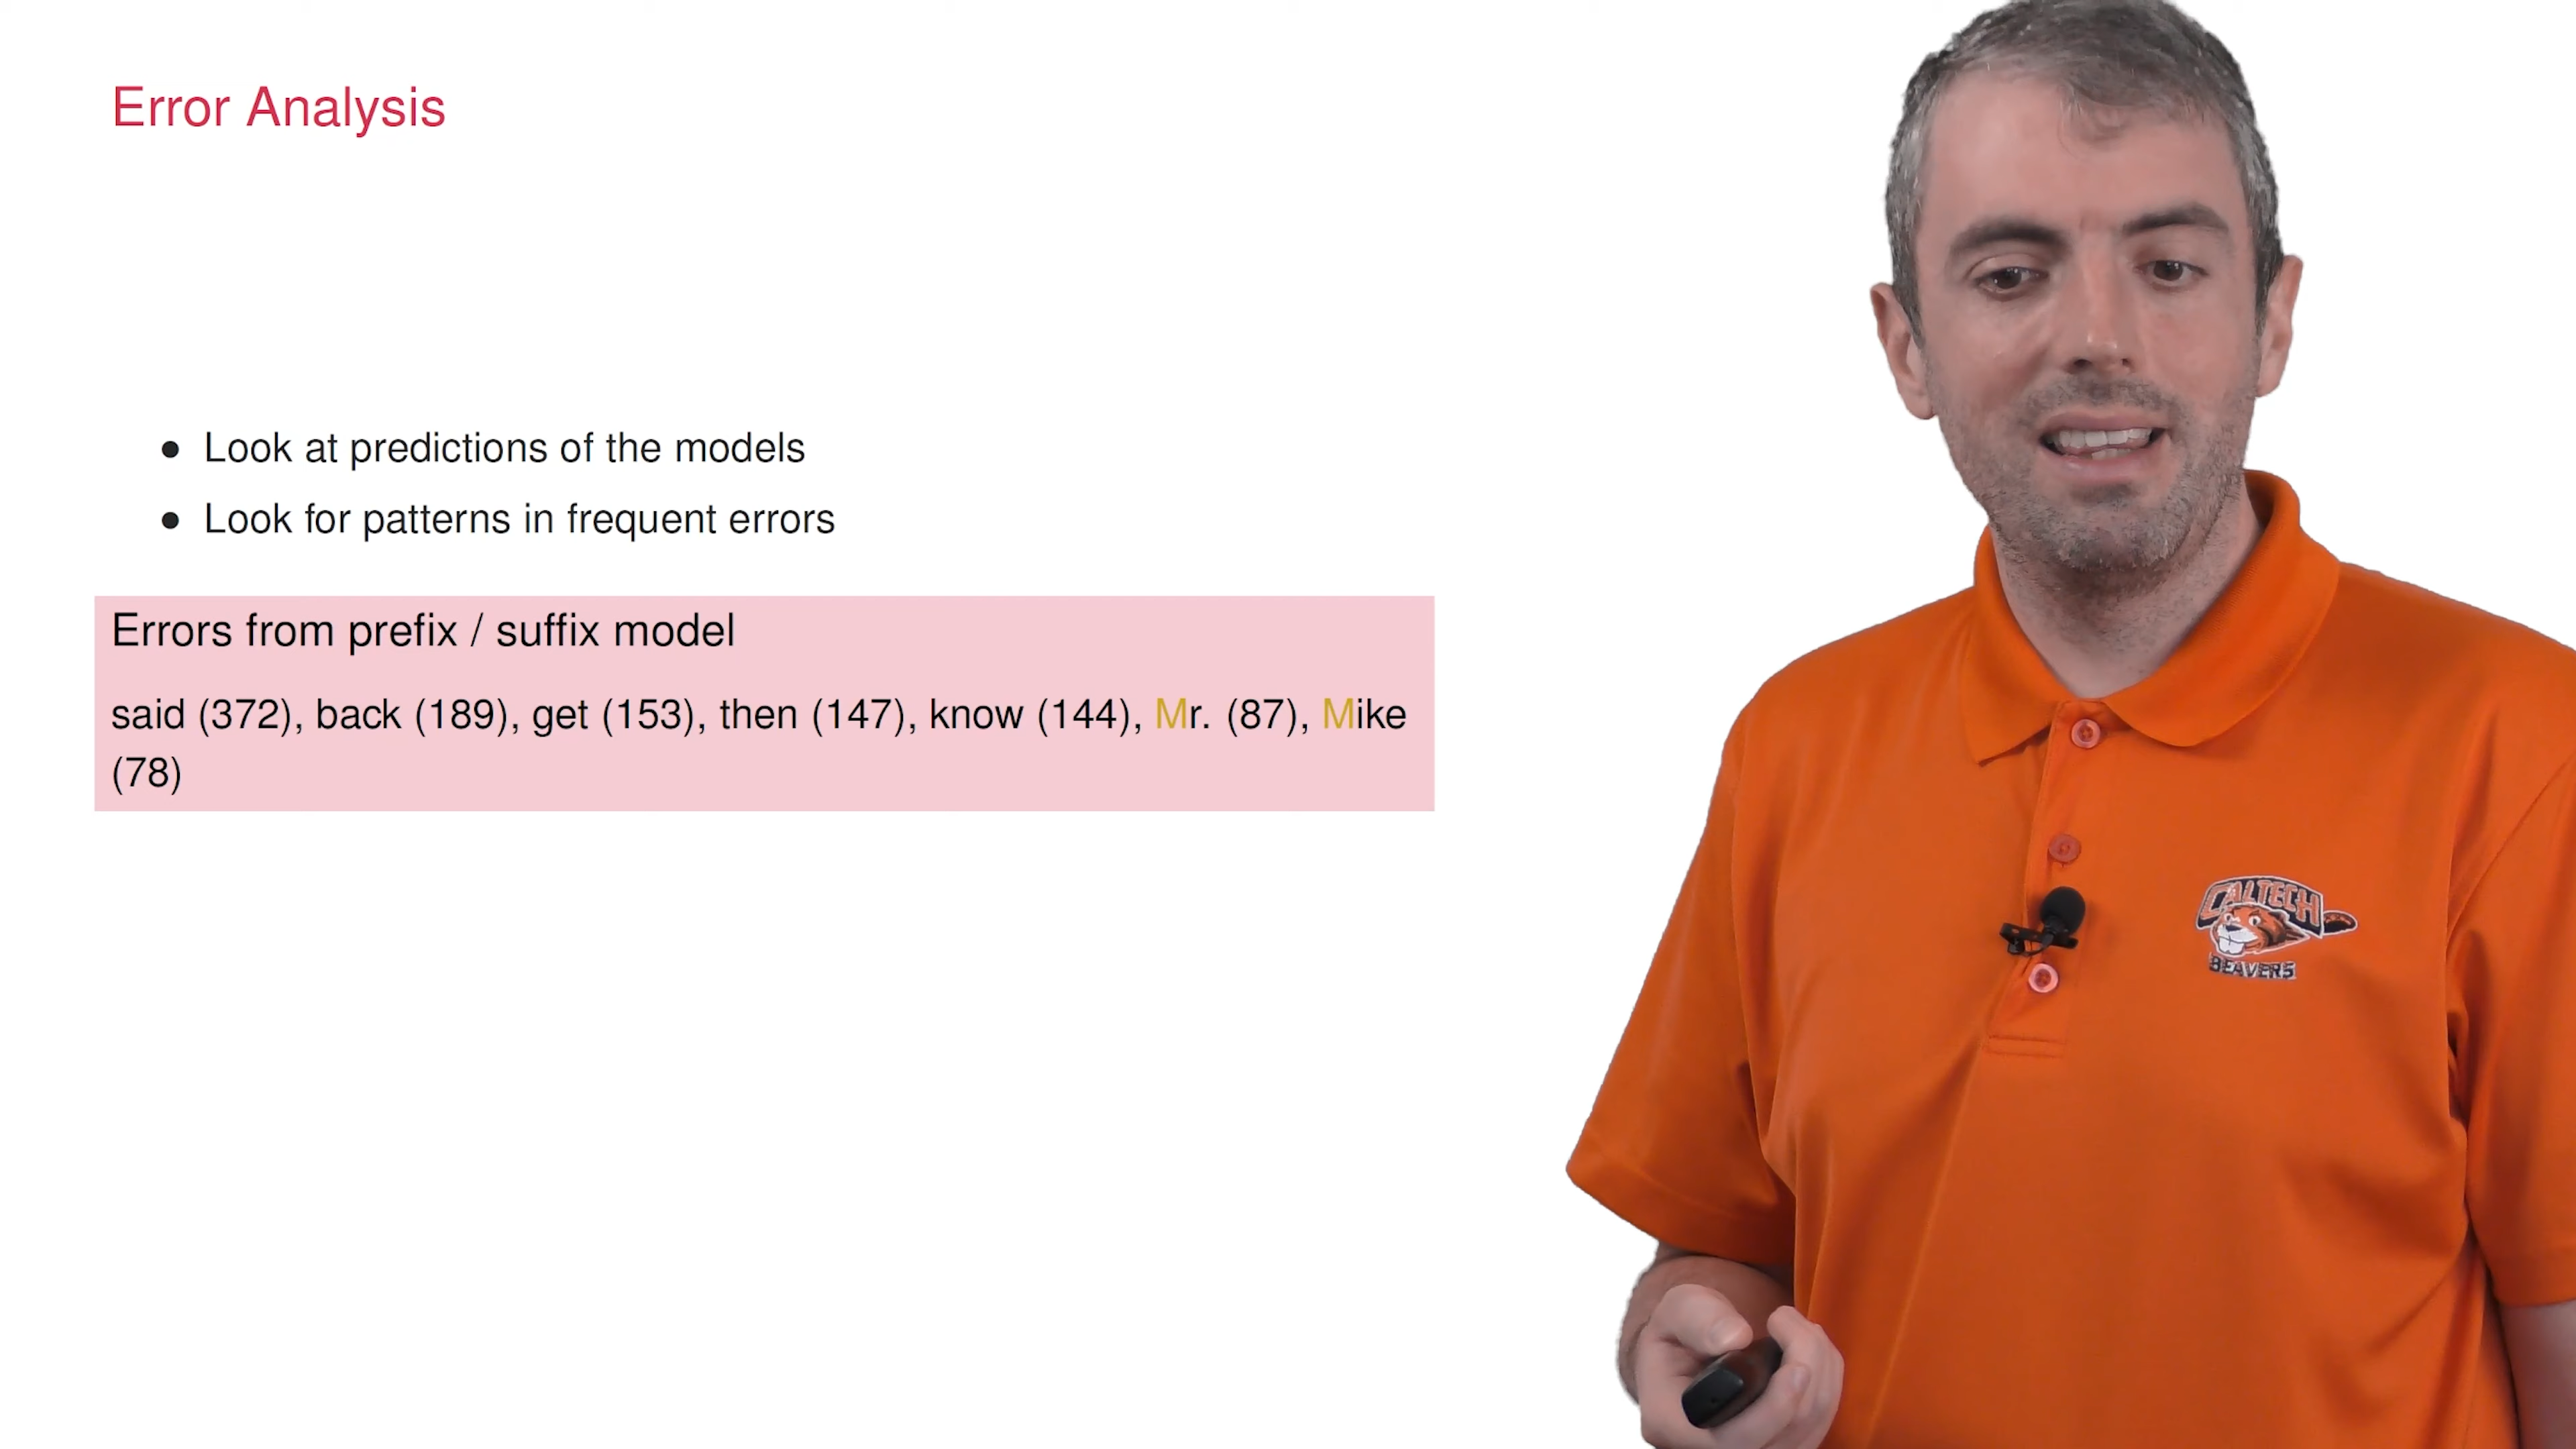 Error Analysis
• Look at predictions of the models
• Look for patterns in frequent errors
Errors from prefix / suffix model
said (372), back (189), get (153), then (147), know (144), Mr. (87), Mike
(78)
CALTECH
BEAVERS